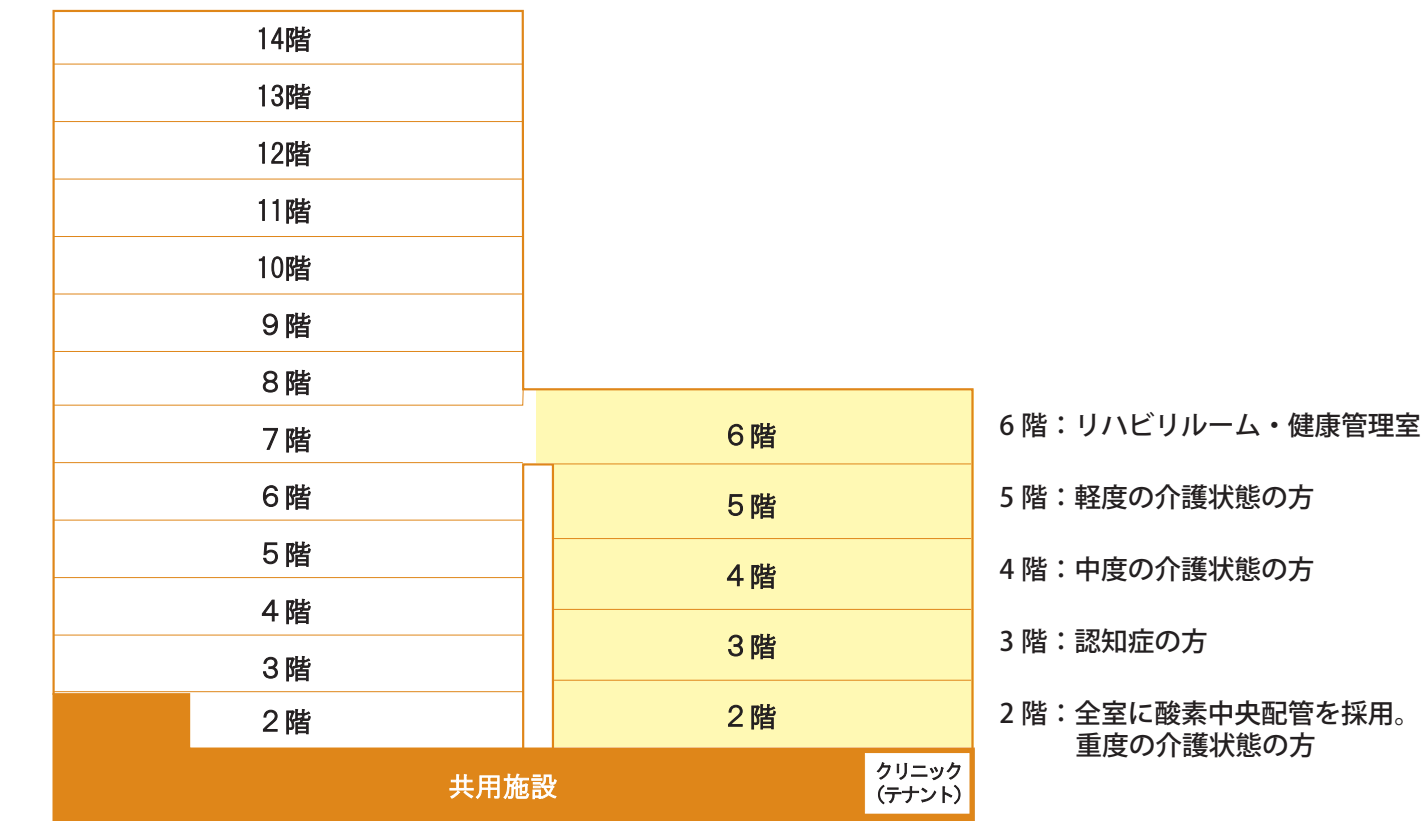 14階
13階
12階
11階
10階
9階
8階
7階
6階
5階
4階
3階
2階
6階
5階
4階
3階
2階
6階：リハビリルーム・健康管理室
5階：軽度の介護状態の方
4階：中度の介護状態の方
3階：認知症の方
2階：全室に酸素中央配管を採用。
重度の介護状態の方
共用施設
クリニック
(テナント)